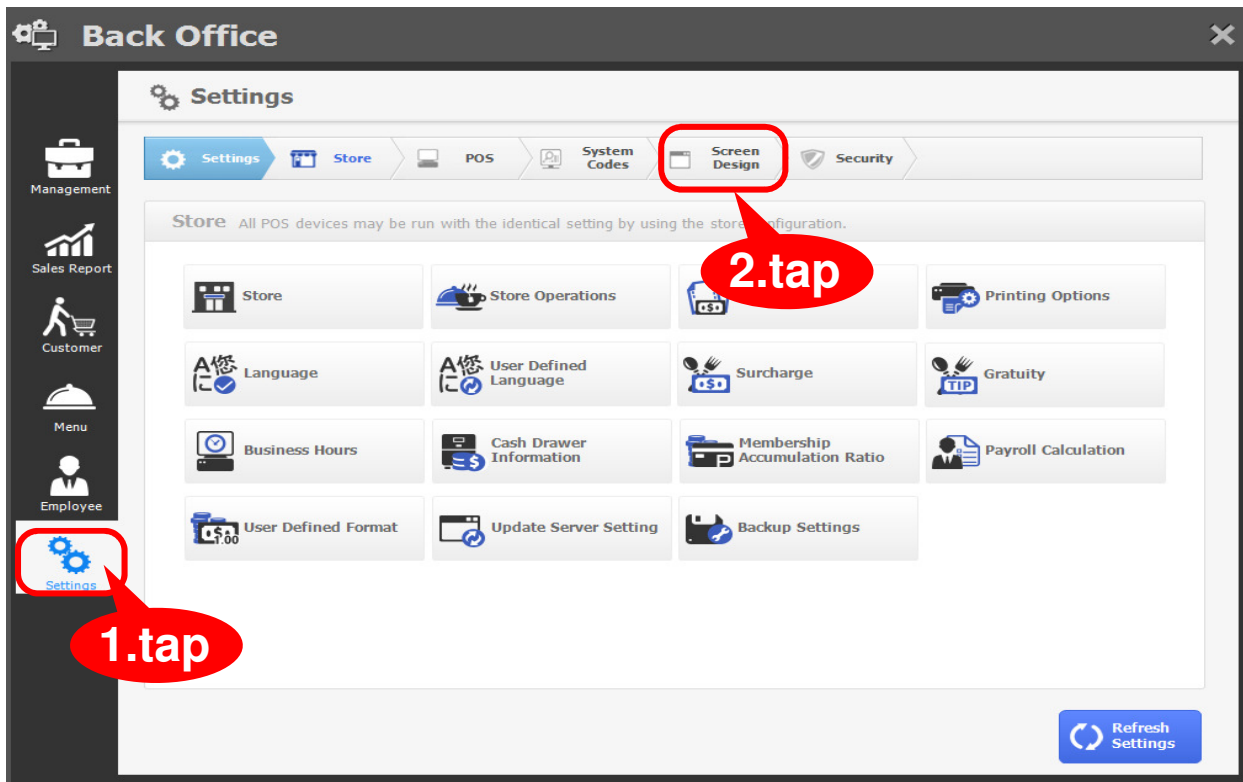 Back Office
Settings
Settings
Store
POS
System
Codes
Screen
Design
Security
Management
Sales Report
Customer
Menu
Employee
Settings
Store All POS devices may be run with the identical setting by using the store configuration.
2.tap
Store
Store Operations
Printing Options
Language
User Defined
Language
Surcharge
Gratuity
Business Hours
Cash Drawer
Information
Membership
Accumulation Ratio
Payroll Calculation
User Defined Format
Update Server Setting
Backup Settings
1.tap
Refresh
Settings